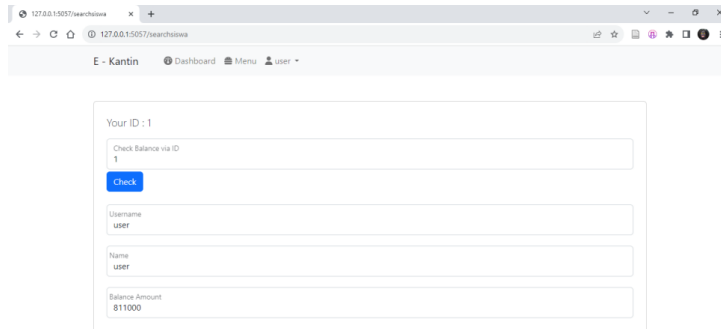 127.0.0.1:5057/searchsiswa
127.0.0.1:5057/searchsiswa
E - Kantin Dashboard Menu user
Your ID : 1
Check Balance via ID
1
Check
Username
user
Name
user
Balance Amount
811000